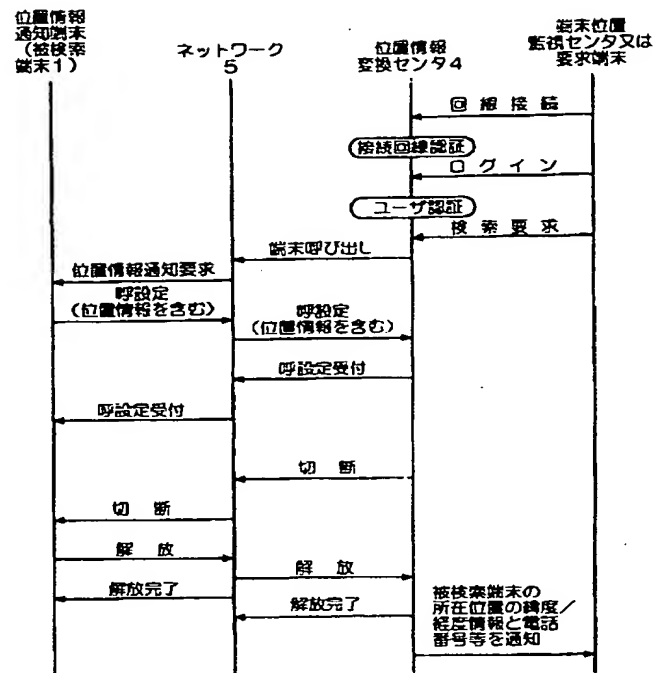 位置情報
通知端末
(被検索
端末1)
ネットワーク
5
位置情報
変換センタ4
端末位置
監視センタ又は
要求端末
回線接続
接続回線認証
ログイン
ユーザ認証
検索要求
端末呼び出し
位置情報通知要求
呼設定
(位置情報を含む)
呼設定
(位置情報を含む)
呼設定受付
呼設定受付
切断
切断
解放
解放
解放完了
解放完了
被検索端末の
所在位置の緯度/
経度情報と電話
番号等を通知